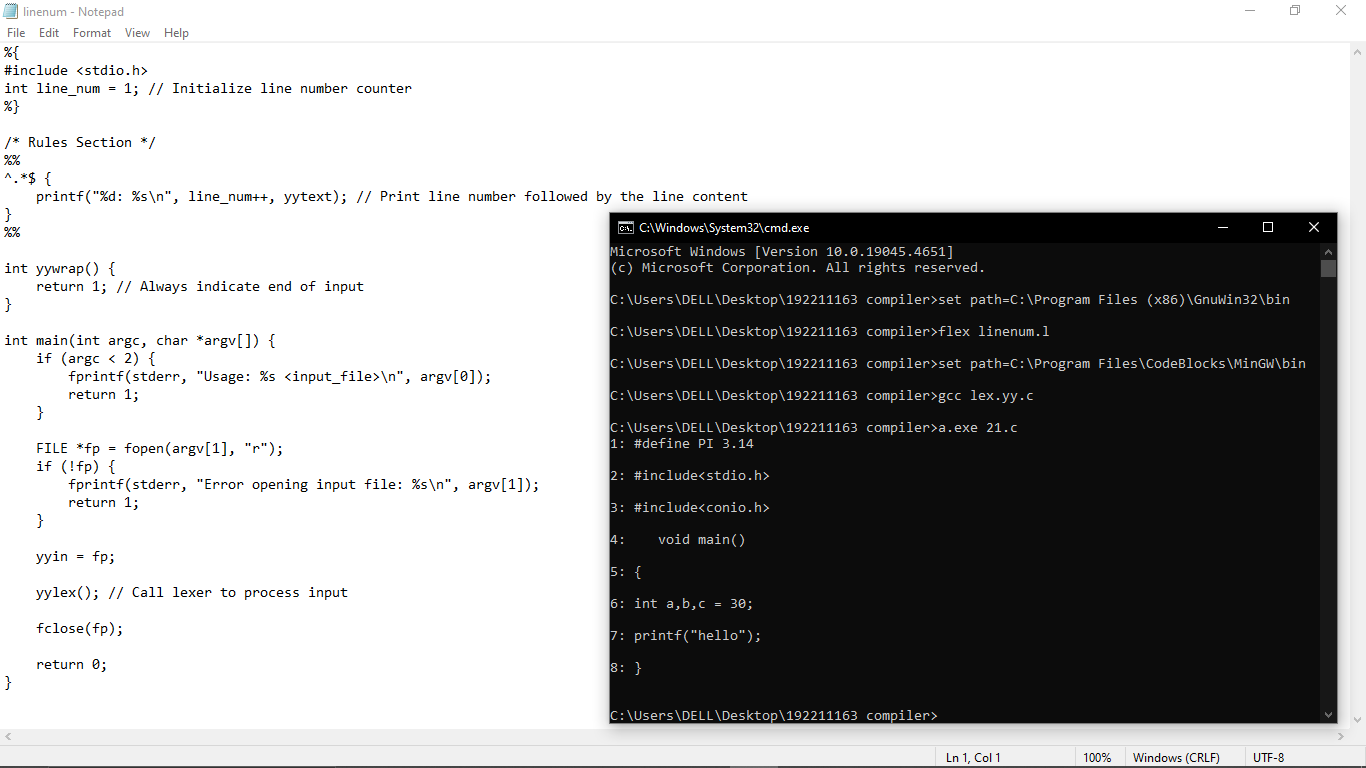 linenum - Notepad
File Edit Format View Help
%{
#include <stdio.h>
int line_num = 1; // Initialize line number counter
%}

/* Rules Section */
%%
^.*$ {
    printf("%d: %s\n", line_num++, yytext); // Print line number followed by the line content
}
%%

int yywrap() {
    return 1; // Always indicate end of input
}

int main(int argc, char *argv[]) {
    if (argc < 2) {
        fprintf(stderr, "Usage: %s <input_file>\n", argv[0]);
        return 1;
    }

    FILE *fp = fopen(argv[1], "r");
    if (!fp) {
        fprintf(stderr, "Error opening input file: %s\n", argv[1]);
        return 1;
    }

    yyin = fp;

    yylex(); // Call lexer to process input

    fclose(fp);

    return 0;
}
C:\Windows\System32\cmd.exe
Microsoft Windows [Version 10.0.19045.4651]
(c) Microsoft Corporation. All rights reserved.

C:\Users\DELL\Desktop\192211163 compiler>set path=C:\Program Files (x86)\GnuWin32\bin

C:\Users\DELL\Desktop\192211163 compiler>flex linenum.l

C:\Users\DELL\Desktop\192211163 compiler>set path=C:\Program Files\CodeBlocks\MinGW\bin

C:\Users\DELL\Desktop\192211163 compiler>gcc lex.yy.c

C:\Users\DELL\Desktop\192211163 compiler>a.exe 21.c
1: #define PI 3.14

2: #include<stdio.h>

3: #include<conio.h>

4:    void main()

5: {

6: int a,b,c = 30;

7: printf("hello");

8: }

C:\Users\DELL\Desktop\192211163 compiler>
Ln 1, Col 1 100% Windows (CRLF) UTF-8